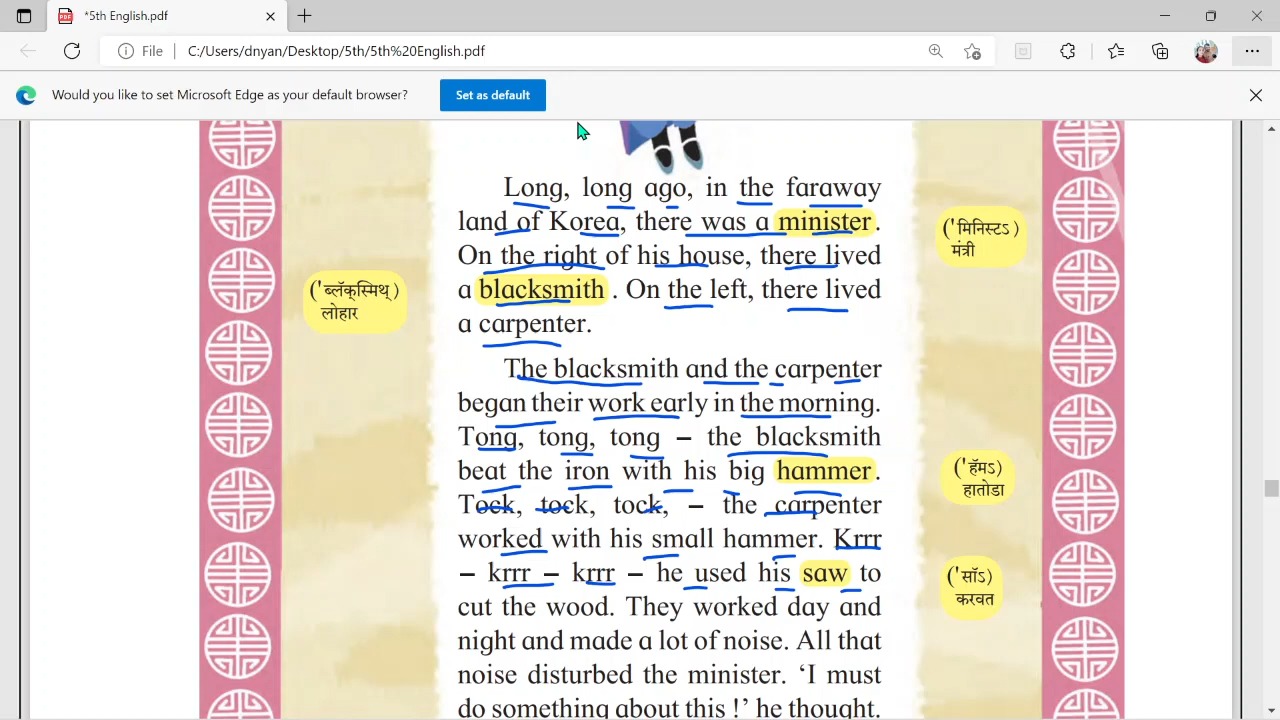 *5th English.pdf
File
C:/Users/dnyan/Desktop/5th/5th%20English.pdf
Would you like to set Microsoft Edge as your default browser?
Set as default
Long, long ago, in the faraway
land of Korea, there was a minister.
On the right of his house, there lived
a blacksmith . On the left, there lived
a carpenter.
The blacksmith and the carpenter
began their work early in the morning.
Tong, tong, tong – the blacksmith
beat the iron with his big hammer.
Tock, tock, tock, – the carpenter
worked with his small hammer. Krrr
– krrr – krrr – he used his saw to
cut the wood. They worked day and
night and made a lot of noise. All that
noise disturbed the minister. ‘I must
do something about this !’ he thought.
('ब्लॅक्स्मिथ्)
लोहार
('मिनिस्टऽ)
मंत्री
('हॅमऽ)
हातोडा
('सॉऽ)
करवत